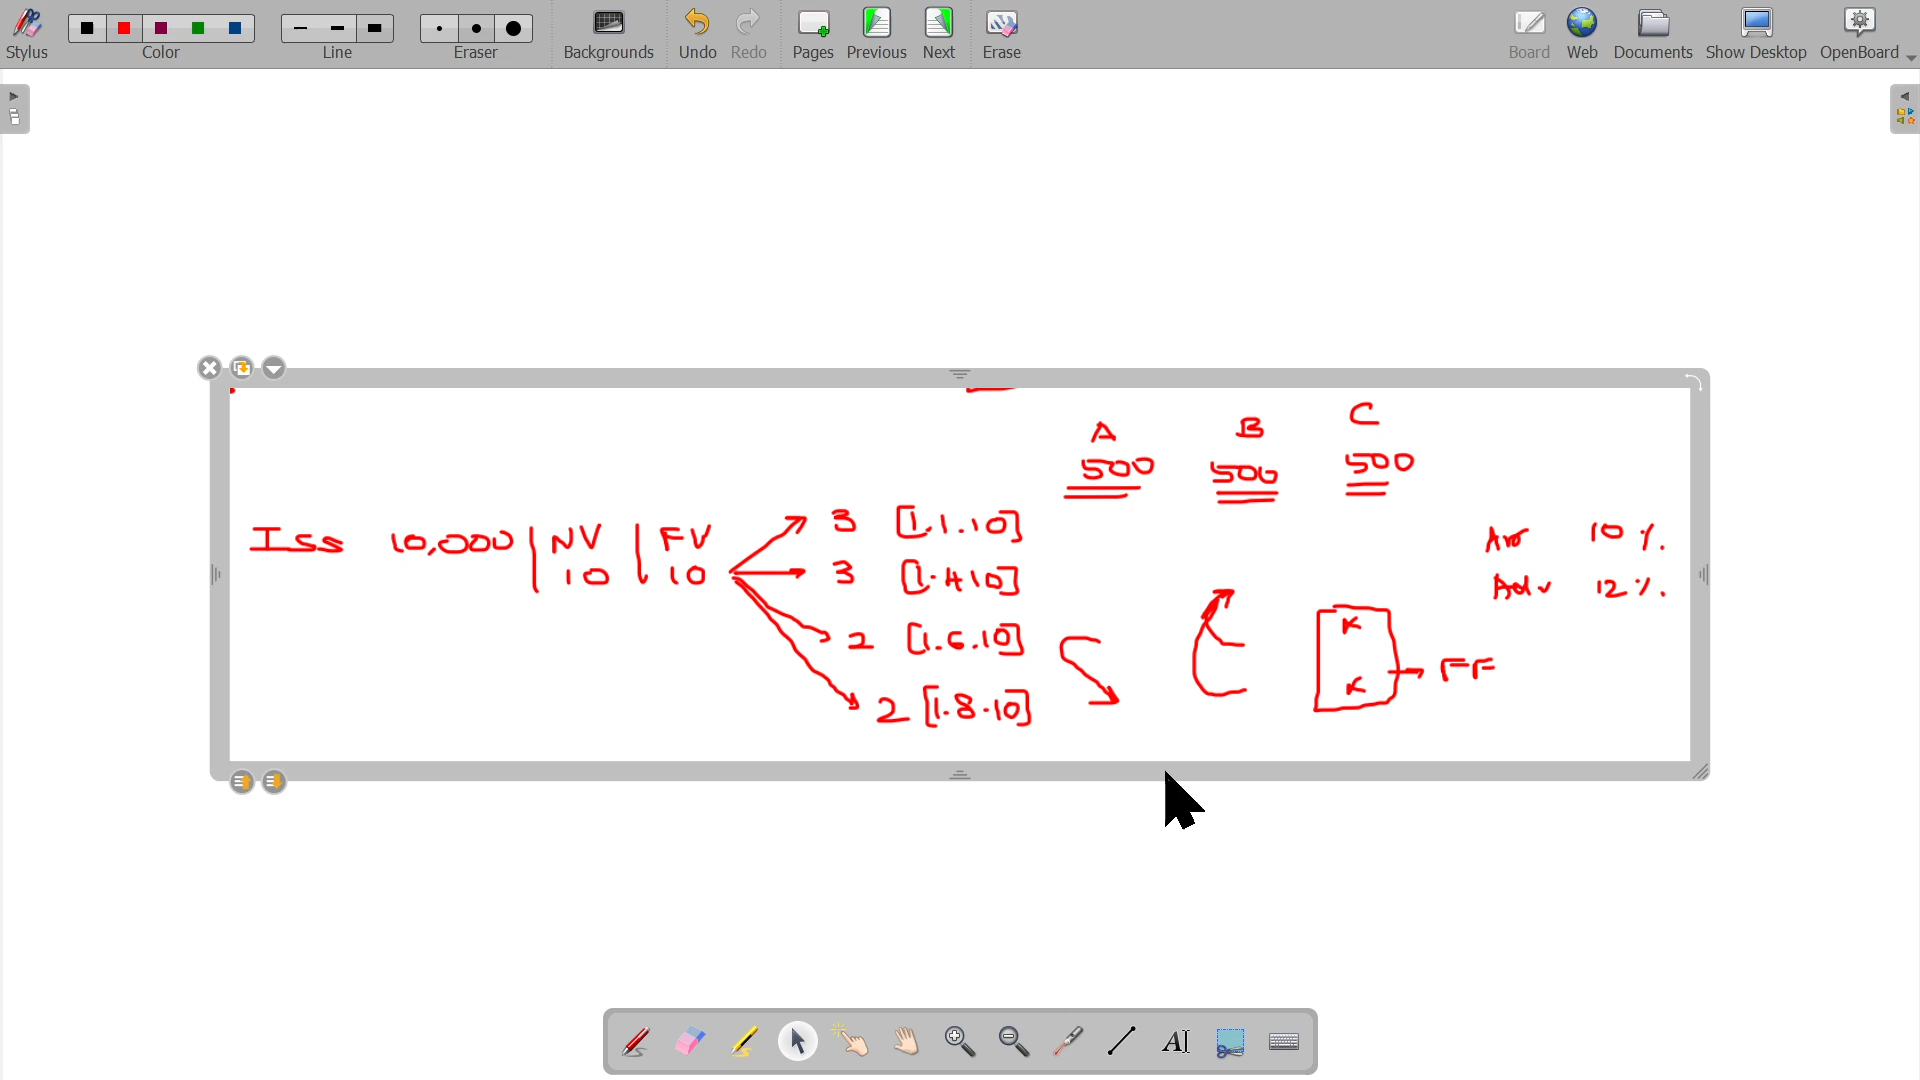 Stylus Color Line Eraser Backgrounds Undo Redo Pages Previous Next Erase Board Web Documents Show Desktop OpenBoard
A B C
500 500 500
Iss 10,000 | NV | FV
10 10
3 [1.1.10]
3 [1.4.10]
2 [1.6.10]
2 [1.8.10]
Arr 10 %.
Adv 12 %.
K
K
FF
AI